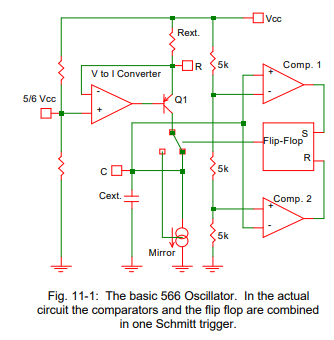 Vcc
Rext.
R
5k
Comp. 1
-
+
V to I Converter
-
+
5/6 Vcc
Q1
+
-
S
Flip-Flop
R
C
5k
Cext.
Comp. 2
+
-
Mirror
5k
Fig. 11-1: The basic 566 Oscillator. In the actual
circuit the comparators and the flip flop are combined
in one Schmitt trigger.